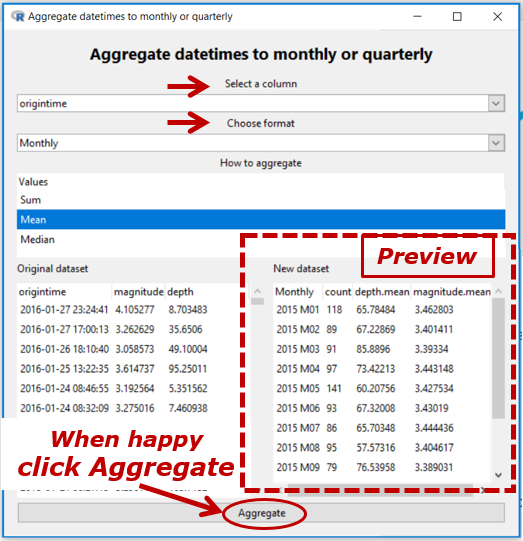 Aggregate datetimes to monthly or quarterly
Aggregate datetimes to monthly or quarterly
Select a column
origintime
Choose format
Monthly
How to aggregate
Values
Sum
Mean
Median
Preview
Original dataset
origintime magnitude depth
2016-01-27 23:24:41 4.105277 8.703483
2016-01-27 17:00:13 3.262629 35.6506
2016-01-26 18:10:40 3.058573 49.10004
2016-01-25 13:22:35 3.614737 95.25011
2016-01-24 08:46:55 3.192564 5.351562
2016-01-24 08:32:09 3.275016 7.460938
New dataset
Monthly count depth.mean magnitude.mean
2015 M01 118 65.78484 3.462803
2015 M02 89 67.22869 3.401411
2015 M03 91 85.8896 3.39334
2015 M04 97 73.42213 3.443148
2015 M05 141 60.20756 3.427534
2015 M06 93 67.32008 3.43019
2015 M07 86 65.70348 3.444436
2015 M08 95 57.57316 3.404617
2015 M09 79 76.53958 3.389031
When happy
click Aggregate
Aggregate